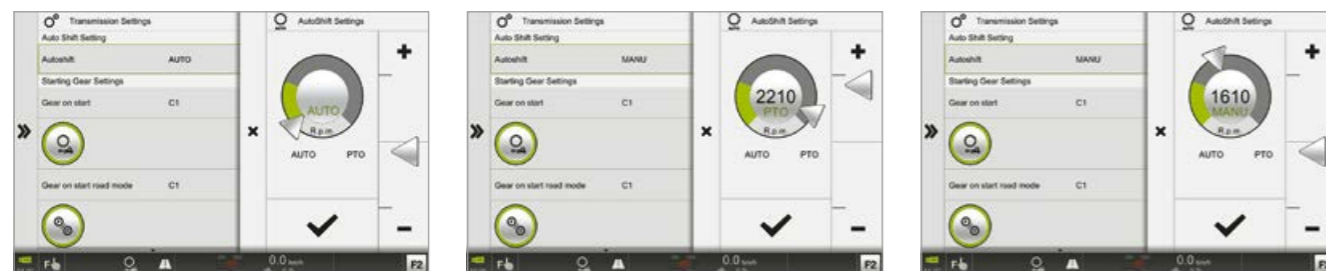 Transmission Settings
AutoShift Settings
Auto Shift Setting
Autoshift AUTO
Starting Gear Settings
Gear on start C1
AUTO
R.p.m.
AUTO PTO
Gear on start road mode C1
0.0
F2
Transmission Settings
AutoShift Settings
Auto Shift Setting
Autoshift MANU
Starting Gear Settings
Gear on start C1
2210
PTO
R.p.m.
AUTO PTO
Gear on start road mode C1
0.0
F2
Transmission Settings
AutoShift Settings
Auto Shift Setting
Autoshift MANU
Starting Gear Settings
Gear on start C1
1610
MANU
R.p.m.
AUTO PTO
Gear on start road mode C1
0.0